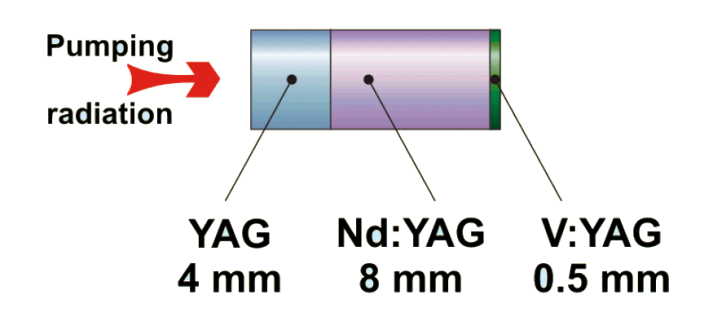 Pumping
radiation
YAG
4 mm
Nd:YAG
8 mm
V:YAG
0.5 mm